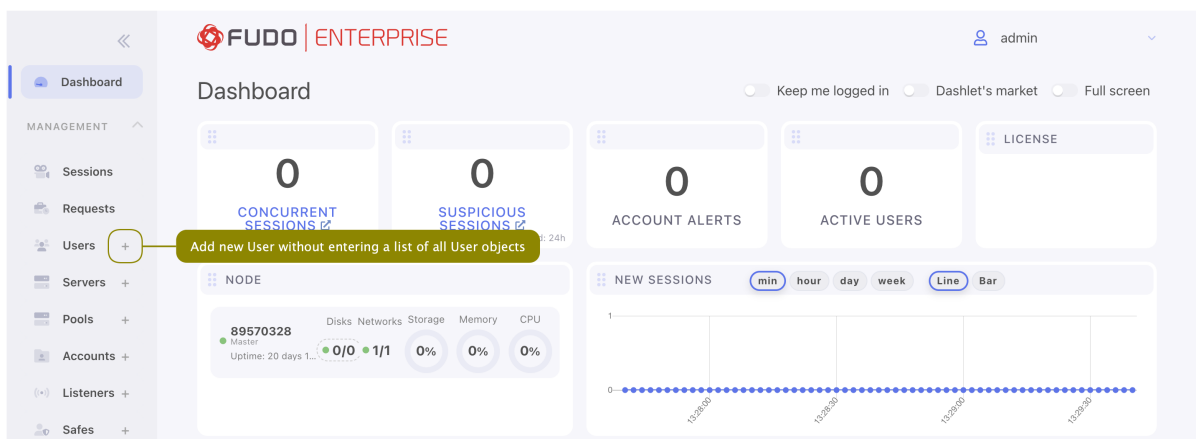 FUDO ENTERPRISE
admin
Dashboard
Dashboard
Keep me logged in
Dashlet's market
Full screen
MANAGEMENT
Sessions
Requests
Users +
Servers +
Pools +
Accounts +
Listeners +
Safes +
0
CONCURRENT
SESSIONS
0
SUSPICIOUS
SESSIONS
d: 24h
0
ACCOUNT ALERTS
0
ACTIVE USERS
LICENSE
Add new User without entering a list of all User objects
NODE
89570328
Master
Uptime: 20 days 1...
Disks Networks Storage Memory CPU
0/0 1/1 0% 0% 0%
NEW SESSIONS
min hour day week Line Bar
1
0
13:28:00
13:28:30
13:29:00
13:29:30